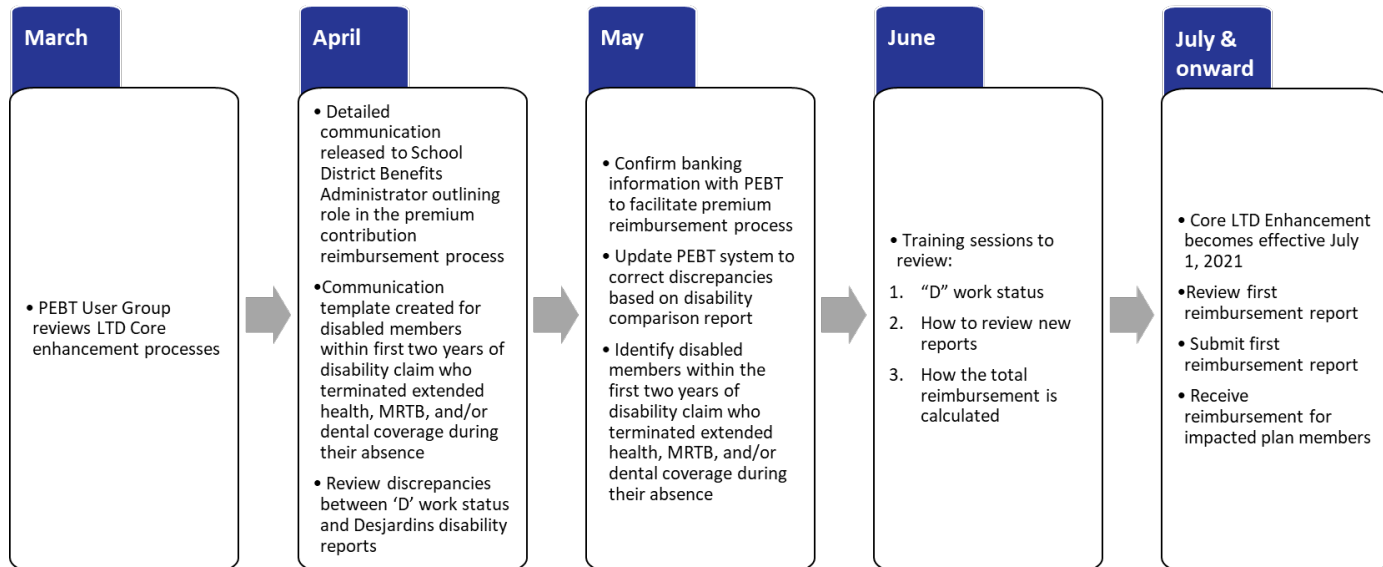 March
• PEBT User Group
reviews LTD Core
enhancement processes
April
• Detailed
communication
released to School
District Benefits
Administrator outlining
role in the premium
contribution
reimbursement process
•Communication
template created for
disabled members
within first two years of
disability claim who
terminated extended
health, MRTB, and/or
dental coverage during
their absence
• Review discrepancies
between ‘D’ work status
and Desjardins disability
reports
May
• Confirm banking
information with PEBT
to facilitate premium
reimbursement process
• Update PEBT system to
correct discrepancies
based on disability
comparison report
• Identify disabled
members within the
first two years of
disability claim who
terminated extended
health, MRTB, and/or
dental coverage during
their absence
June
• Training sessions to
review:
1. “D” work status
2. How to review new
reports
3. How the total
reimbursement is
calculated
July &
onward
• Core LTD Enhancement
becomes effective July
1, 2021
•Review first
reimbursement report
• Submit first
reimbursement report
• Receive
reimbursement for
impacted plan members